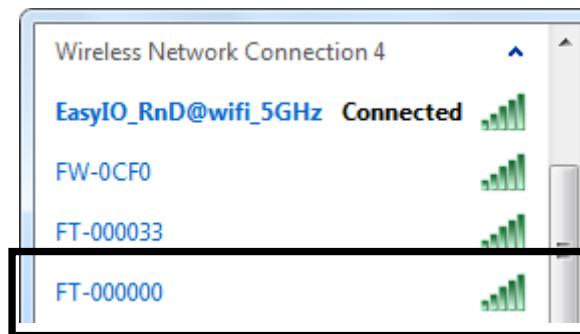 Wireless Network Connection 4
EasyIO_RnD@wifi_5GHz Connected
FW-0CF0
FT-000033
FT-000000